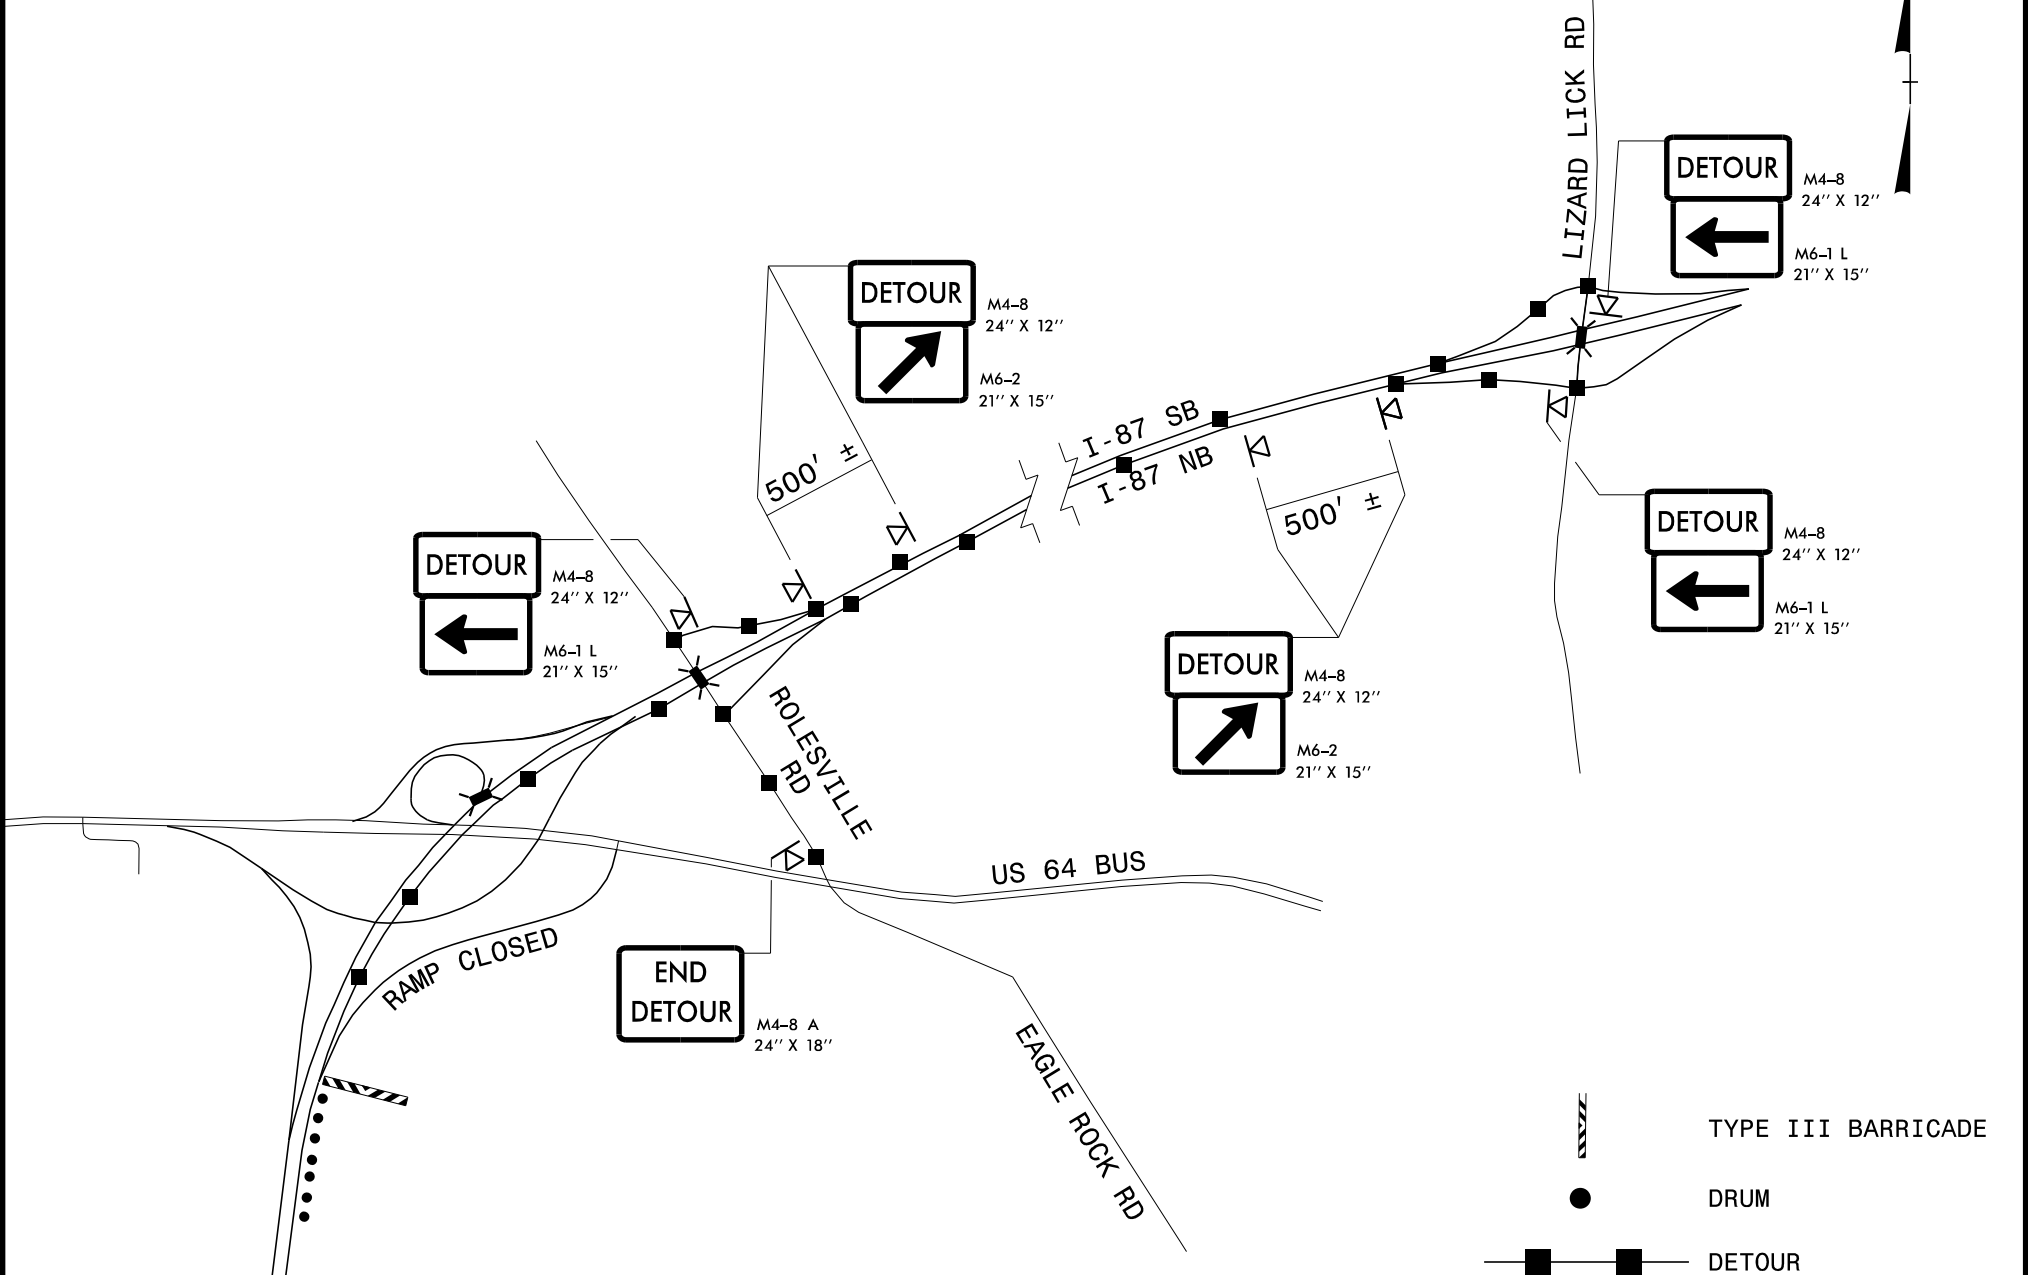 LIZARD LICK RD
DETOUR
M4-8
24'' X 12''
M6-1 L
21'' X 15''
DETOUR
M4-8
24'' X 12''
M6-2
21'' X 15''
500' ±
I-87 SB
I-87 NB
500' ±
DETOUR
M4-8
24'' X 12''
M6-1 L
21'' X 15''
DETOUR
M4-8
24'' X 12''
M6-1 L
21'' X 15''
DETOUR
M4-8
24'' X 12''
M6-2
21'' X 15''
ROLESVILLE
RD
US 64 BUS
RAMP CLOSED
END
DETOUR
M4-8 A
24'' X 18''
EAGLE ROCK RD
TYPE III BARRICADE
DRUM
DETOUR